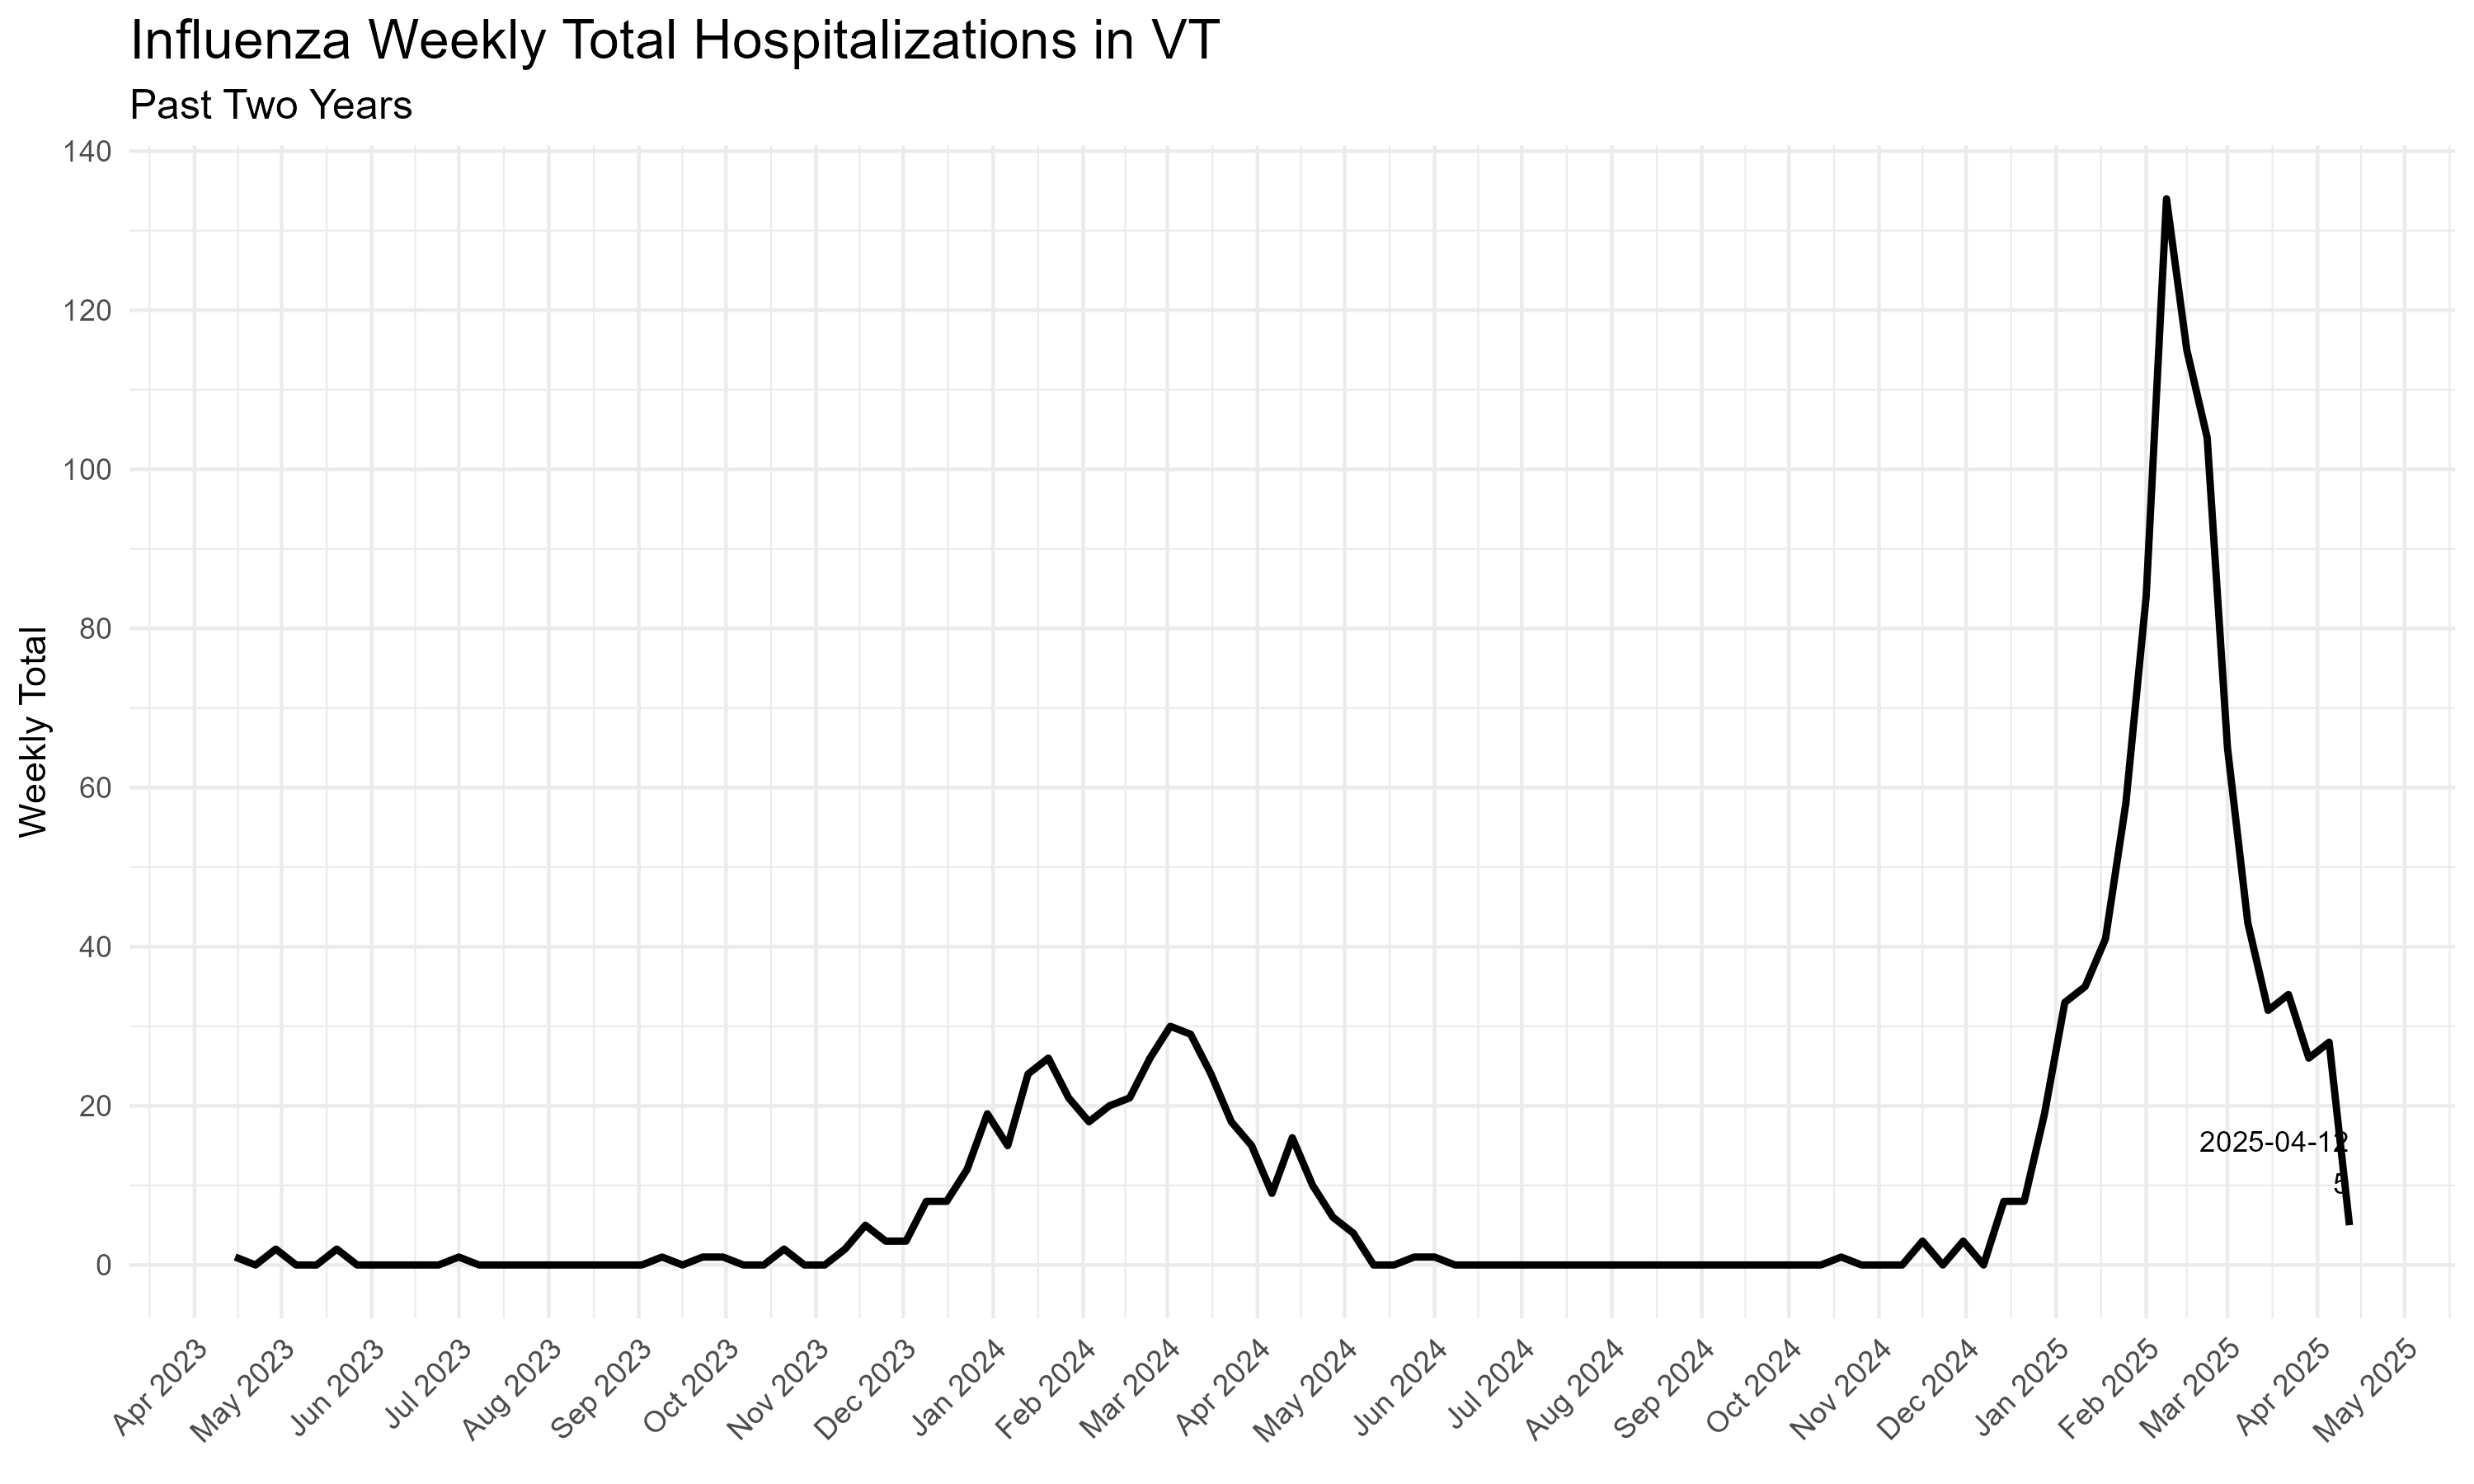 Influenza Weekly Total Hospitalizations in VT
Past Two Years
Weekly Total
140
120
100
80
60
40
20
0
2025-04-12
5
Apr 2023
May 2023
Jun 2023
Jul 2023
Aug 2023
Sep 2023
Oct 2023
Nov 2023
Dec 2023
Jan 2024
Feb 2024
Mar 2024
Apr 2024
May 2024
Jun 2024
Jul 2024
Aug 2024
Sep 2024
Oct 2024
Nov 2024
Dec 2024
Jan 2025
Feb 2025
Mar 2025
Apr 2025
May 2025